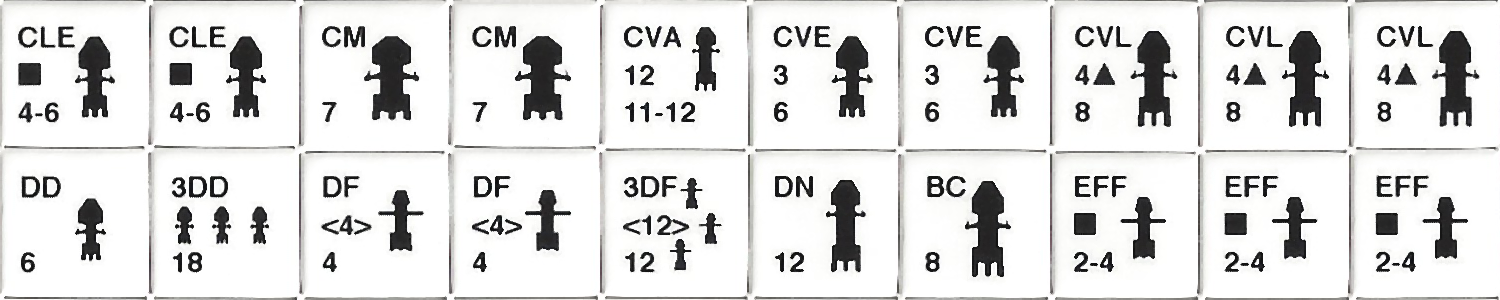 CLE
4-6
CLE
4-6
CM
7
CM
7
CVA
12
11-12
CVE
3
6
CVE
3
6
CVL
4▲
8
CVL
4▲
8
CVL
4▲
8
DD
6
3DD
18
DF
<4>
4
DF
<4>
4
3DF
<12>
12
DN
12
BC
8
EFF
2-4
EFF
2-4
EFF
2-4